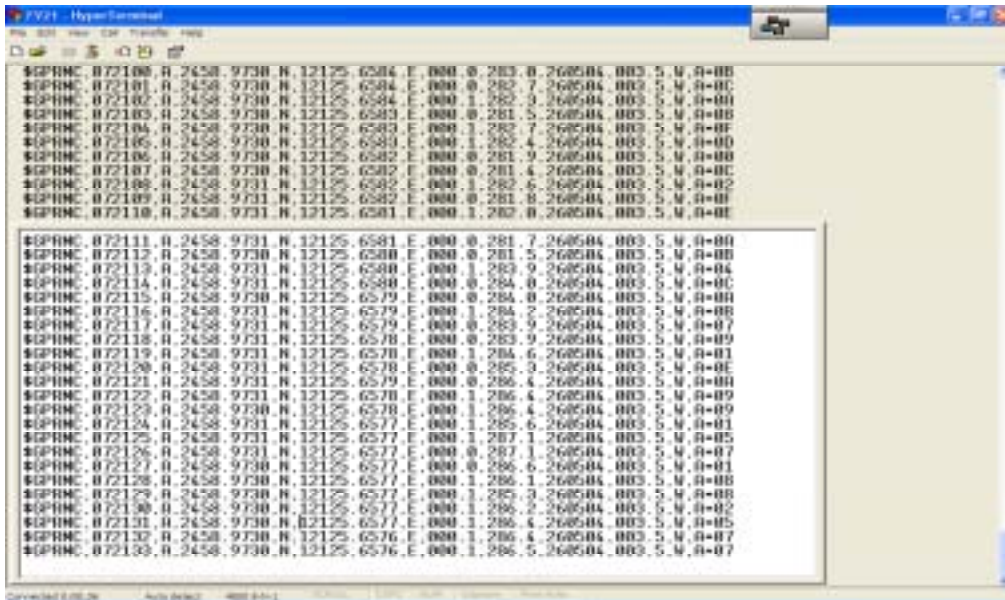 FV21 - HyperTerminal
File Edit View Call Transfer Help
$GPRMC,072100,A,2458.9730,N,12125.6584,E,000.0,283.0,260504,003.5,W,A*0B
$GPRMC,072101,A,2458.9730,N,12125.6584,E,000.0,282.7,260504,003.5,W,A*0C
$GPRMC,072102,A,2458.9730,N,12125.6584,E,000.1,282.3,260504,003.5,W,A*0A
$GPRMC,072103,A,2458.9730,N,12125.6583,E,000.0,281.5,260504,003.5,W,A*0B
$GPRMC,072104,A,2458.9730,N,12125.6583,E,000.1,282.7,260504,003.5,W,A*0F
$GPRMC,072105,A,2458.9730,N,12125.6583,E,000.1,282.4,260504,003.5,W,A*0D
$GPRMC,072106,A,2458.9730,N,12125.6582,E,000.0,281.9,260504,003.5,W,A*
$GPRMC,072107,A,2458.9730,N,12125.6582,E,000.0,281.4,260504,003.5,W,A*0C
$GPRMC,072108,A,2458.9731,N,12125.6582,E,000.1,282.6,260504,003.5,W,A*02
$GPRMC,072109,A,2458.9731,N,12125.6582,E,000.0,281.8,260504,003.5,W,A*0F
$GPRMC,072110,A,2458.9731,N,12125.6581,E,000.1,282.0,260504,003.5,W,A*0E
$GPRMC,072111,A,2458.9731,N,12125.6581,E,000.0,281.7,260504,003.5,W,A*0A
$GPRMC,072112,A,2458.9730,N,12125.6580,E,000.0,281.5,260504,003.5,W,A*0B
$GPRMC,072113,A,2458.9731,N,12125.6580,E,000.1,283.9,260504,003.5,W,A*04
$GPRMC,072114,A,2458.9731,N,12125.6580,E,000.0,284.0,260504,003.5,W,A*0C
$GPRMC,072115,A,2458.9730,N,12125.6579,E,000.0,284.0,260504,003.5,W,A*0A
$GPRMC,072116,A,2458.9731,N,12125.6579,E,000.1,284.2,260504,003.5,W,A*0B
$GPRMC,072117,A,2458.9731,N,12125.6579,E,000.0,283.9,260504,003.5,W,A*07
$GPRMC,072118,A,2458.9731,N,12125.6578,E,000.0,283.9,260504,003.5,W,A*09
$GPRMC,072119,A,2458.9731,N,12125.6578,E,000.1,284.6,260504,003.5,W,A*01
$GPRMC,072120,A,2458.9731,N,12125.6578,E,000.0,285.3,260504,003.5,W,A*0E
$GPRMC,072121,A,2458.9731,N,12125.6579,E,000.0,286.4,260504,003.5,W,A*0A
$GPRMC,072122,A,2458.9731,N,12125.6578,E,000.1,286.4,260504,003.5,W,A*09
$GPRMC,072123,A,2458.9730,N,12125.6578,E,000.1,286.4,260504,003.5,W,A*09
$GPRMC,072124,A,2458.9731,N,12125.6577,E,000.1,285.6,260504,003.5,W,A*01
$GPRMC,072125,A,2458.9731,N,12125.6577,E,000.1,287.1,260504,003.5,W,A*05
$GPRMC,072126,A,2458.9731,N,12125.6577,E,000.0,287.1,260504,003.5,W,A*07
$GPRMC,072127,A,2458.9730,N,12125.6577,E,000.0,286.6,260504,003.5,W,A*01
$GPRMC,072128,A,2458.9730,N,12125.6577,E,000.1,286.1,260504,003.5,W,A*08
$GPRMC,072129,A,2458.9730,N,12125.6577,E,000.1,285.3,260504,003.5,W,A*08
$GPRMC,072130,A,2458.9730,N,12125.6577,E,000.1,286.2,260504,003.5,W,A*02
$GPRMC,072131,A,2458.9730,N,12125.6577,E,000.1,286.4,260504,003.5,W,A*05
$GPRMC,072132,A,2458.9730,N,12125.6576,E,000.1,286.4,260504,003.5,W,A*07
$GPRMC,072133,A,2458.9730,N,12125.6576,E,000.1,286.5,260504,003.5,W,A*07
Connected Auto detect 4800 8-N-1